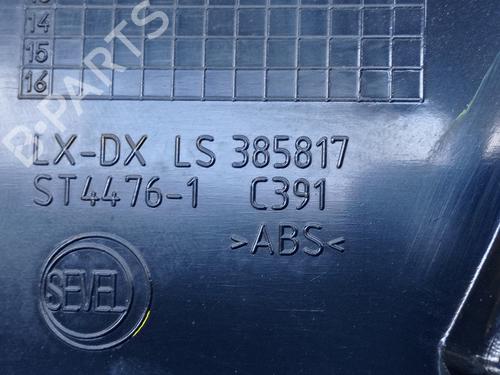 14
15
16
LX-DX LS 385817
ST4476-1 C391
>ABS<
SEVEL
B-PARTS